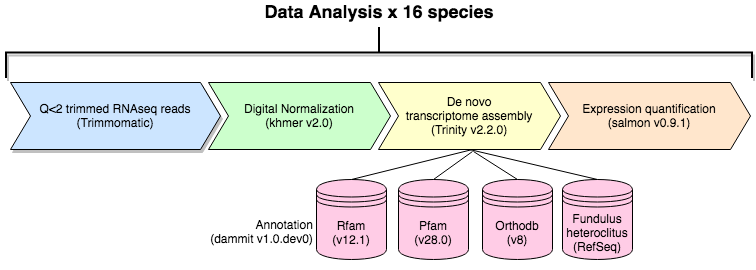 Data Analysis x 16 species
Q<2 trimmed RNAseq reads
(Trimmomatic)
Digital Normalization
(khmer v2.0)
De novo
transcriptome assembly
(Trinity v2.2.0)
Expression quantification
(salmon v0.9.1)
Annotation
(dammit v1.0.dev0)
Rfam
(v12.1)
Pfam
(v28.0)
Orthodb
(v8)
Fundulus
heteroclitus
(RefSeq)